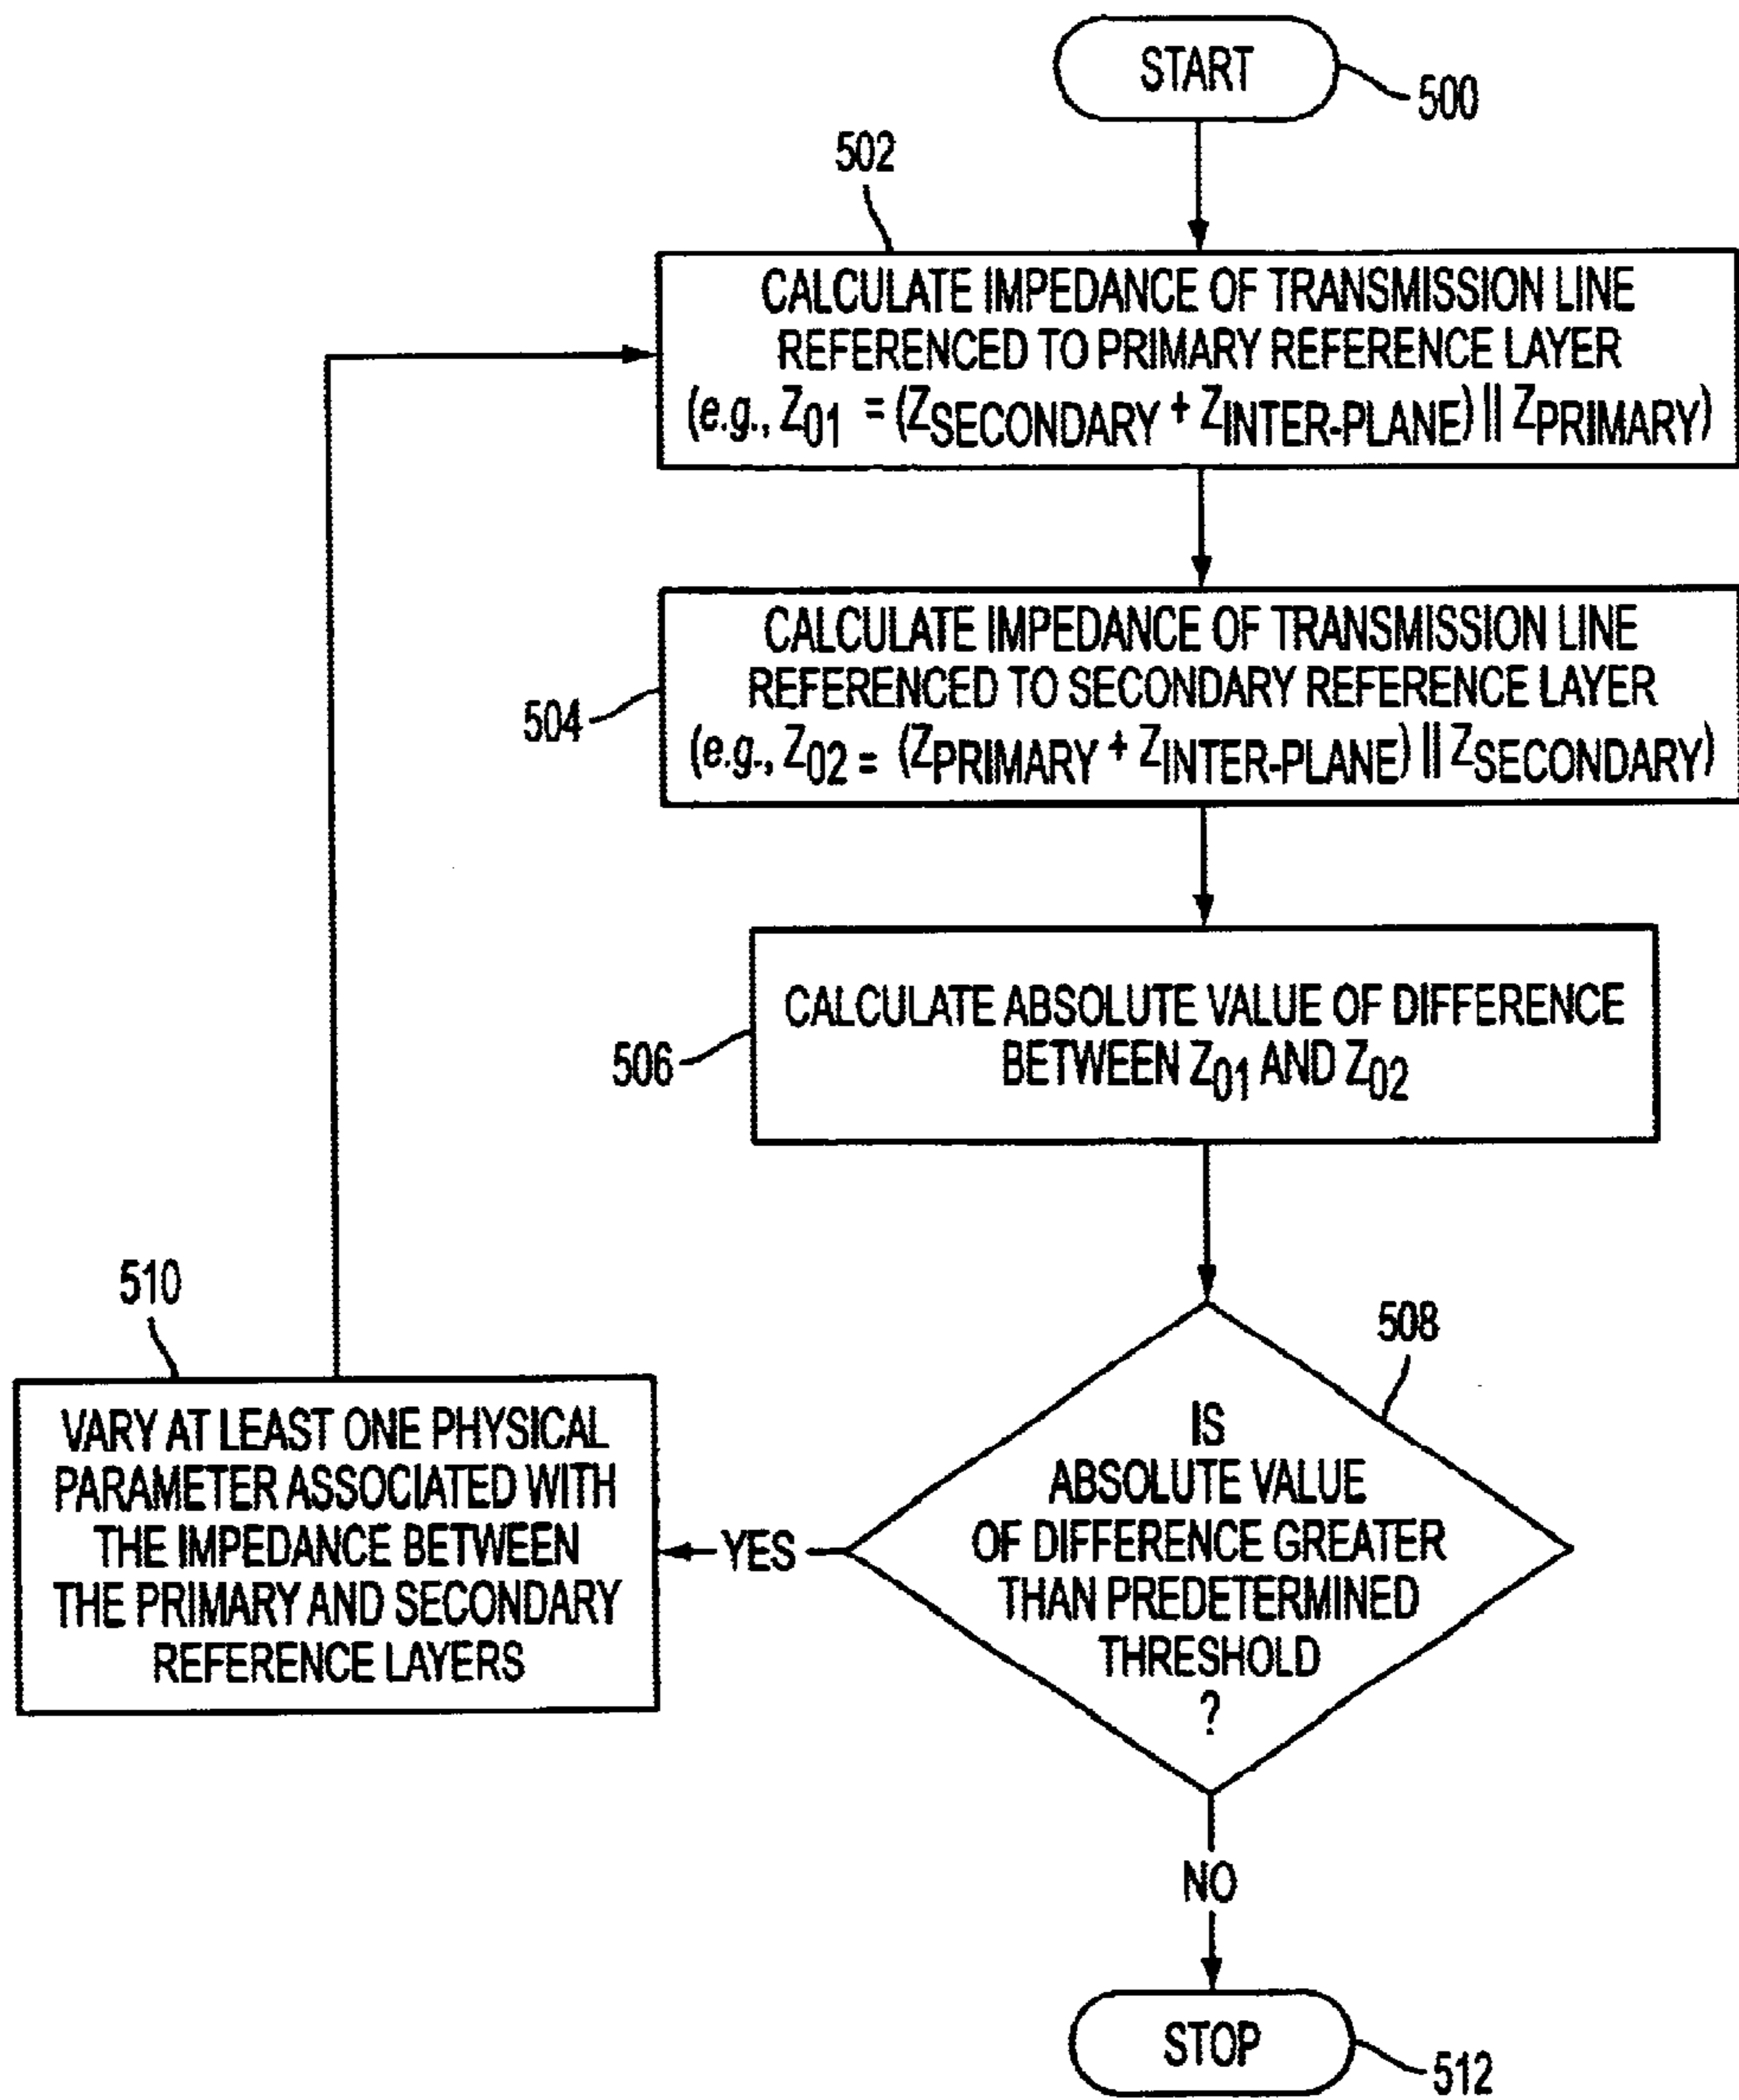 START
500
502
CALCULATE IMPEDANCE OF TRANSMISSION LINE
REFERENCED TO PRIMARY REFERENCE LAYER
(e.g., Z01 = (ZSECONDARY + ZINTER-PLANE) || ZPRIMARY)
CALCULATE IMPEDANCE OF TRANSMISSION LINE
REFERENCED TO SECONDARY REFERENCE LAYER
(e.g., Z02 = (ZPRIMARY + ZINTER-PLANE) || ZSECONDARY)
504
CALCULATE ABSOLUTE VALUE OF DIFFERENCE
BETWEEN Z01 AND Z02
506
508
IS
ABSOLUTE VALUE
OF DIFFERENCE GREATER
THAN PREDETERMINED
THRESHOLD
?
YES
510
VARY AT LEAST ONE PHYSICAL
PARAMETER ASSOCIATED WITH
THE IMPEDANCE BETWEEN
THE PRIMARY AND SECONDARY
REFERENCE LAYERS
NO
STOP
512